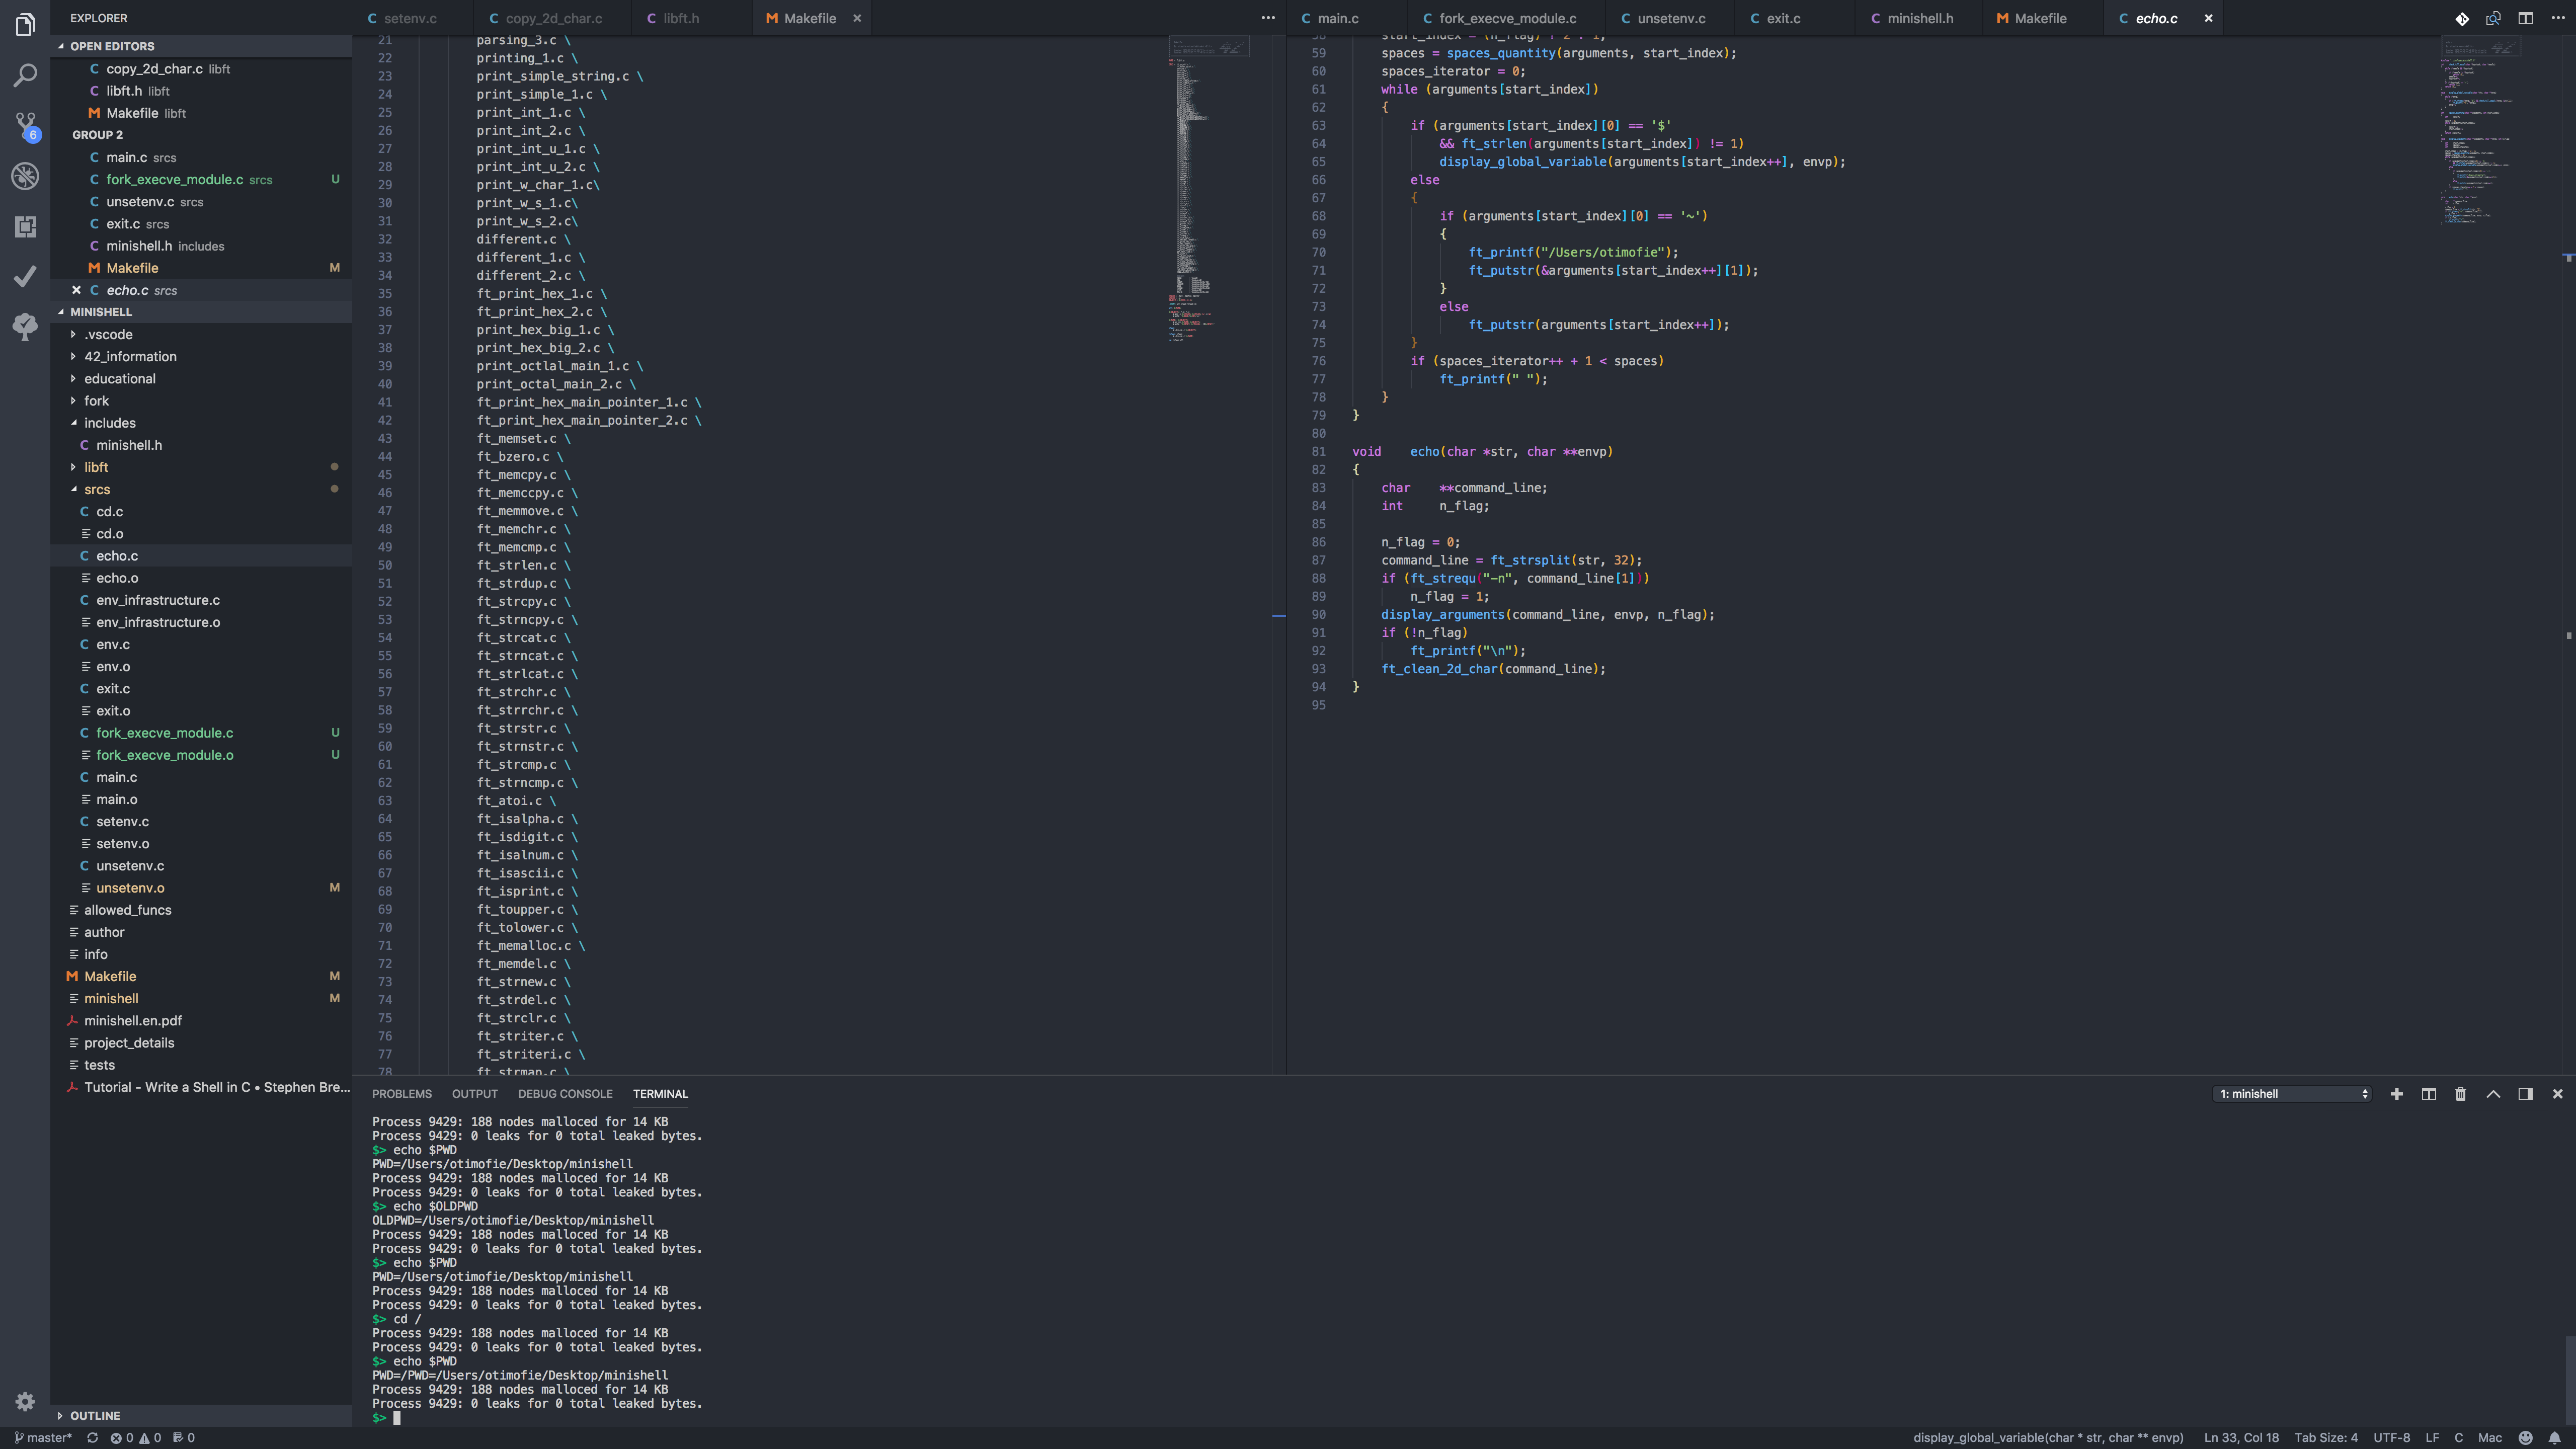 EXPLORER
OPEN EDITORS
copy_2d_char.c libft
libft.h libft
Makefile libft
GROUP 2
main.c srcs
fork_execve_module.c srcs U
unsetenv.c srcs
exit.c srcs
minishell.h includes
Makefile M
echo.c srcs
MINISHELL
.vscode
42_information
educational
fork
includes
minishell.h
libft
srcs
cd.c
cd.o
echo.c
echo.o
env_infrastructure.c
env_infrastructure.o
env.c
env.o
exit.c
exit.o
fork_execve_module.c U
fork_execve_module.o U
main.c
main.o
setenv.c
setenv.o
unsetenv.c
unsetenv.o M
allowed_funcs
author
info
Makefile M
minishell M
minishell.en.pdf
project_details
tests
Tutorial - Write a Shell in C • Stephen Bre...
OUTLINE
6
setenv.c copy_2d_char.c libft.h Makefile
21 parsing_3.c \
22 printing_1.c \
23 print_simple_string.c \
24 print_simple_1.c \
25 print_int_1.c \
26 print_int_2.c \
27 print_int_u_1.c \
28 print_int_u_2.c \
29 print_w_char_1.c\
30 print_w_s_1.c\
31 print_w_s_2.c\
32 different.c \
33 different_1.c \
34 different_2.c \
35 ft_print_hex_1.c \
36 ft_print_hex_2.c \
37 print_hex_big_1.c \
38 print_hex_big_2.c \
39 print_octlal_main_1.c \
40 print_octal_main_2.c \
41 ft_print_hex_main_pointer_1.c \
42 ft_print_hex_main_pointer_2.c \
43 ft_memset.c \
44 ft_bzero.c \
45 ft_memcpy.c \
46 ft_memccpy.c \
47 ft_memmove.c \
48 ft_memchr.c \
49 ft_memcmp.c \
50 ft_strlen.c \
51 ft_strdup.c \
52 ft_strcpy.c \
53 ft_strncpy.c \
54 ft_strcat.c \
55 ft_strncat.c \
56 ft_strlcat.c \
57 ft_strchr.c \
58 ft_strrchr.c \
59 ft_strstr.c \
60 ft_strnstr.c \
61 ft_strcmp.c \
62 ft_strncmp.c \
63 ft_atoi.c \
64 ft_isalpha.c \
65 ft_isdigit.c \
66 ft_isalnum.c \
67 ft_isascii.c \
68 ft_isprint.c \
69 ft_toupper.c \
70 ft_tolower.c \
71 ft_memalloc.c \
72 ft_memdel.c \
73 ft_strnew.c \
74 ft_strdel.c \
75 ft_strclr.c \
76 ft_striter.c \
77 ft_striteri.c \
78 ft_strmap.c \
main.c fork_execve_module.c unsetenv.c exit.c minishell.h Makefile echo.c
58 start_index = (n_flag) ? 2 : 1;
59 spaces = spaces_quantity(arguments, start_index);
60 spaces_iterator = 0;
61 while (arguments[start_index])
62 {
63 if (arguments[start_index][0] == '$'
64 && ft_strlen(arguments[start_index]) != 1)
65 display_global_variable(arguments[start_index++], envp);
66 else
67 {
68 if (arguments[start_index][0] == '~')
69 {
70 ft_printf("/Users/otimofie");
71 ft_putstr(&arguments[start_index++][1]);
72 }
73 else
74 ft_putstr(arguments[start_index++]);
75 }
76 if (spaces_iterator++ + 1 < spaces)
77 ft_printf(" ");
78 }
79 }
80
81 void echo(char *str, char **envp)
82 {
83 char **command_line;
84 int n_flag;
85
86 n_flag = 0;
87 command_line = ft_strsplit(str, 32);
88 if (ft_strequ("-n", command_line[1]))
89 n_flag = 1;
90 display_arguments(command_line, envp, n_flag);
91 if (!n_flag)
92 ft_printf("\n");
93 ft_clean_2d_char(command_line);
94 }
95
PROBLEMS OUTPUT DEBUG CONSOLE TERMINAL 1: minishell
Process 9429: 188 nodes malloced for 14 KB
Process 9429: 0 leaks for 0 total leaked bytes.
$> echo $PWD
PWD=/Users/otimofie/Desktop/minishell
Process 9429: 188 nodes malloced for 14 KB
Process 9429: 0 leaks for 0 total leaked bytes.
$> echo $OLDPWD
OLDPWD=/Users/otimofie/Desktop/minishell
Process 9429: 188 nodes malloced for 14 KB
Process 9429: 0 leaks for 0 total leaked bytes.
$> echo $PWD
PWD=/Users/otimofie/Desktop/minishell
Process 9429: 188 nodes malloced for 14 KB
Process 9429: 0 leaks for 0 total leaked bytes.
$> cd /
Process 9429: 188 nodes malloced for 14 KB
Process 9429: 0 leaks for 0 total leaked bytes.
$> echo $PWD
PWD=/PWD=/Users/otimofie/Desktop/minishell
Process 9429: 188 nodes malloced for 14 KB
Process 9429: 0 leaks for 0 total leaked bytes.
$>
master* 0 0 0 display_global_variable(char * str, char ** envp) Ln 33, Col 18 Tab Size: 4 UTF-8 LF C Mac